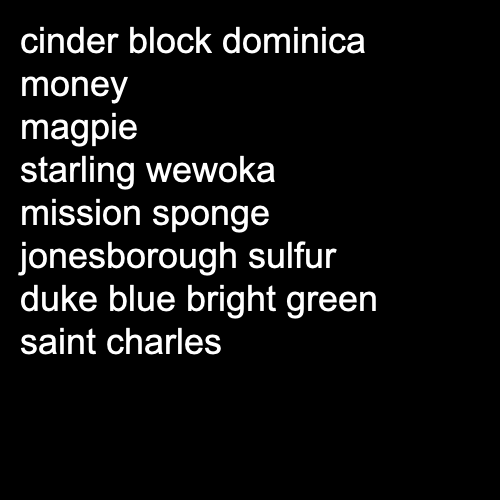 cinder block dominica
money
magpie
starling wewoka
mission sponge
jonesborough sulfur
duke blue bright green
saint charles